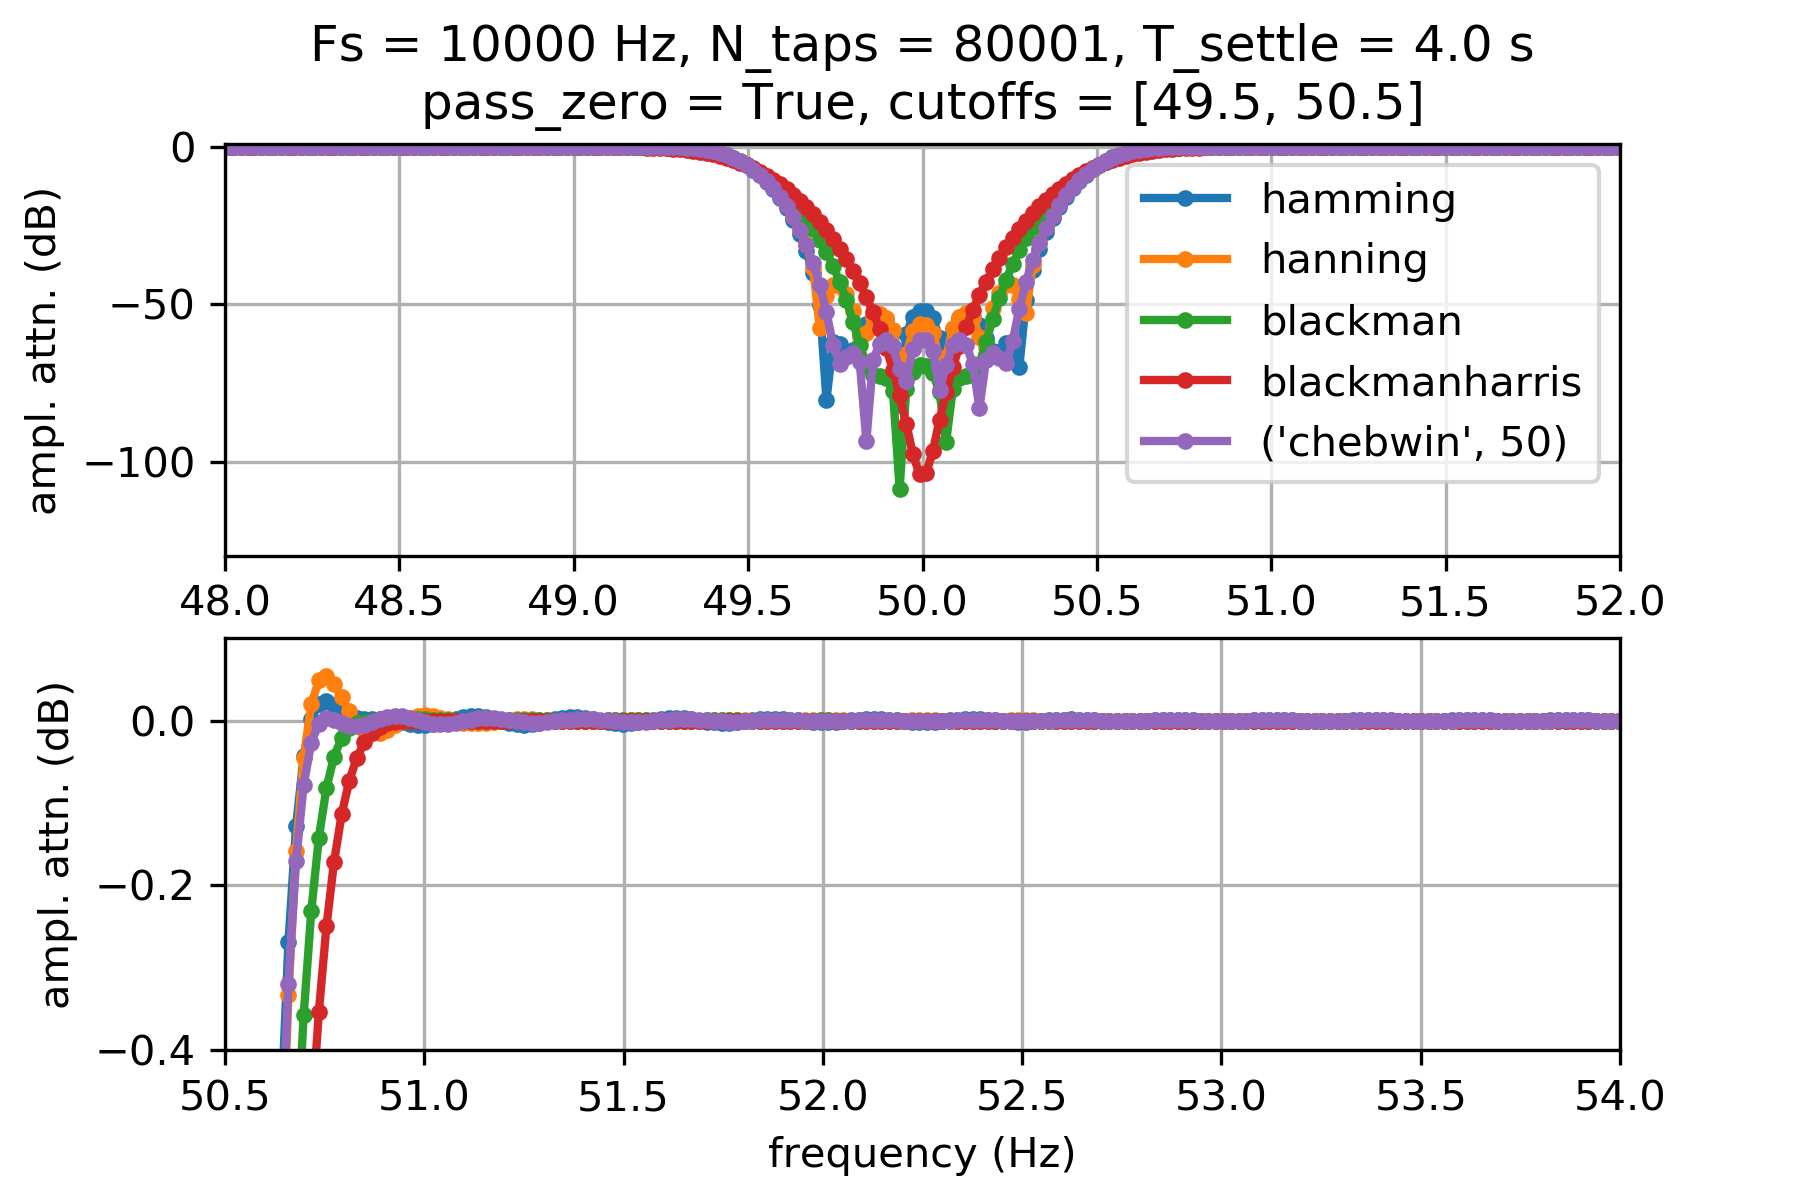 Fs = 10000 Hz, N_taps = 80001, T_settle = 4.0 s
pass_zero = True, cutoffs = [49.5, 50.5]
ampl. attn. (dB)
0
−50
−100
hamming
hanning
blackman
blackmanharris
('chebwin', 50)
48.0 48.5 49.0 49.5 50.0 50.5 51.0 51.5 52.0
ampl. attn. (dB)
0.0
−0.2
−0.4
50.5 51.0 51.5 52.0 52.5 53.0 53.5 54.0
frequency (Hz)